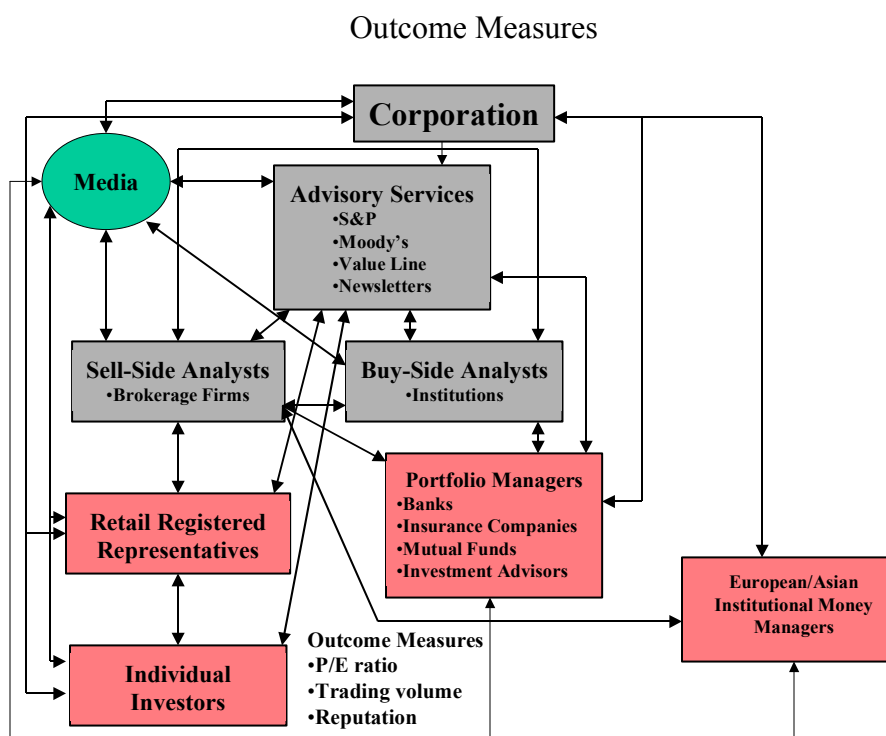 Outcome Measures
Corporation
Media
Advisory Services
•S&P
•Moody’s
•Value Line
•Newsletters
Sell-Side Analysts
•Brokerage Firms
Buy-Side Analysts
•Institutions
Portfolio Managers
•Banks
•Insurance Companies
•Mutual Funds
•Investment Advisors
Retail Registered
Representatives
European/Asian
Institutional Money
Managers
Individual
Investors
Outcome Measures
•P/E ratio
•Trading volume
•Reputation